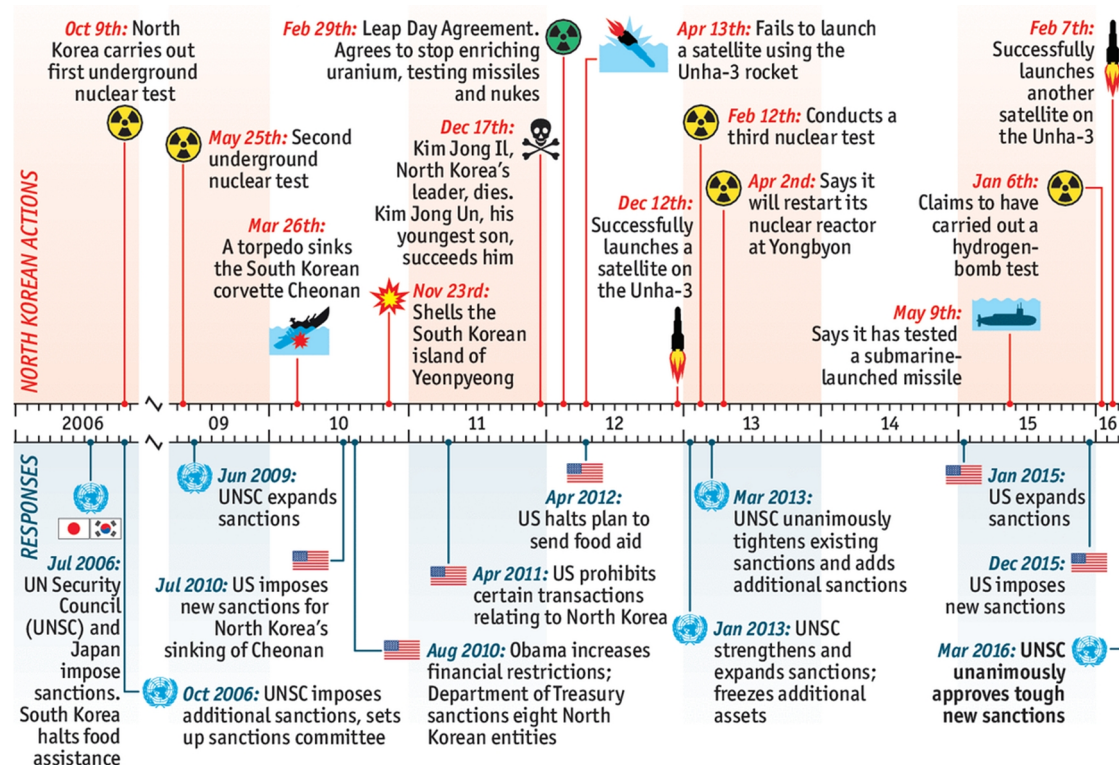 NORTH KOREAN ACTIONS
Oct 9th: North
Korea carries out
first underground
nuclear test
May 25th: Second
underground
nuclear test
Mar 26th:
A torpedo sinks
the South Korean
corvette Cheonan
Nov 23rd:
Shells the
South Korean
island of
Yeonpyeong
Dec 17th:
Kim Jong Il,
North Korea's
leader, dies.
Kim Jong Un, his
youngest son,
succeeds him
Feb 29th: Leap Day Agreement.
Agrees to stop enriching
uranium, testing missiles
and nukes
Apr 13th: Fails to launch
a satellite using the
Unha-3 rocket
Dec 12th:
Successfully
launches a
satellite on
the Unha-3
Feb 12th: Conducts a
third nuclear test
Apr 2nd: Says it
will restart its
nuclear reactor
at Yongbyon
May 9th:
Says it has tested
a submarine-
launched missile
Jan 6th:
Claims to have
carried out a
hydrogen-
bomb test
Feb 7th:
Successfully
launches
another
satellite on
the Unha-3
2006 09 10 11 12 13 14 15 16
RESPONSES
Jul 2006:
UN Security
Council
(UNSC) and
Japan
impose
sanctions.
South Korea
halts food
assistance
Oct 2006: UNSC imposes
additional sanctions, sets
up sanctions committee
Jun 2009:
UNSC expands
sanctions
Jul 2010: US imposes
new sanctions for
North Korea's
sinking of Cheonan
Aug 2010: Obama increases
financial restrictions;
Department of Treasury
sanctions eight North
Korean entities
Apr 2011: US prohibits
certain transactions
relating to North Korea
Apr 2012:
US halts plan to
send food aid
Jan 2013: UNSC
strengthens and
expands sanctions;
freezes additional
assets
Mar 2013:
UNSC unanimously
tightens existing
sanctions and adds
additional sanctions
Jan 2015:
US expands
sanctions
Dec 2015:
US imposes
new sanctions
Mar 2016: UNSC
unanimously
approves tough
new sanctions